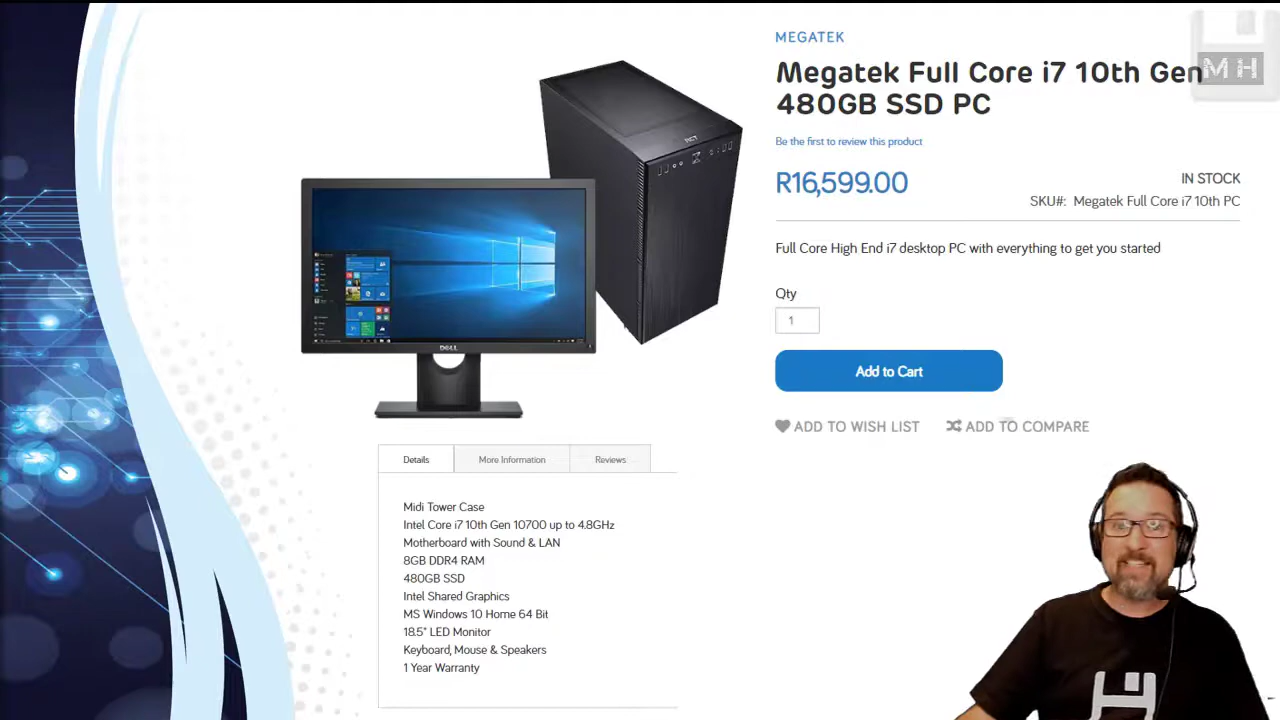 MEGATEK
Megatek Full Core i7 10th Gen
480GB SSD PC
MH
Be the first to review this product
R16,599.00
IN STOCK
SKU#: Megatek Full Core i7 10th PC
Full Core High End i7 desktop PC with everything to get you started
Qty
1
Add to Cart
ADD TO WISH LIST
ADD TO COMPARE
DELL
Details
More Information
Reviews
Midi Tower Case
Intel Core i7 10th Gen 10700 up to 4.8GHz
Motherboard with Sound & LAN
8GB DDR4 RAM
480GB SSD
Intel Shared Graphics
MS Windows 10 Home 64 Bit
18.5" LED Monitor
Keyboard, Mouse & Speakers
1 Year Warranty